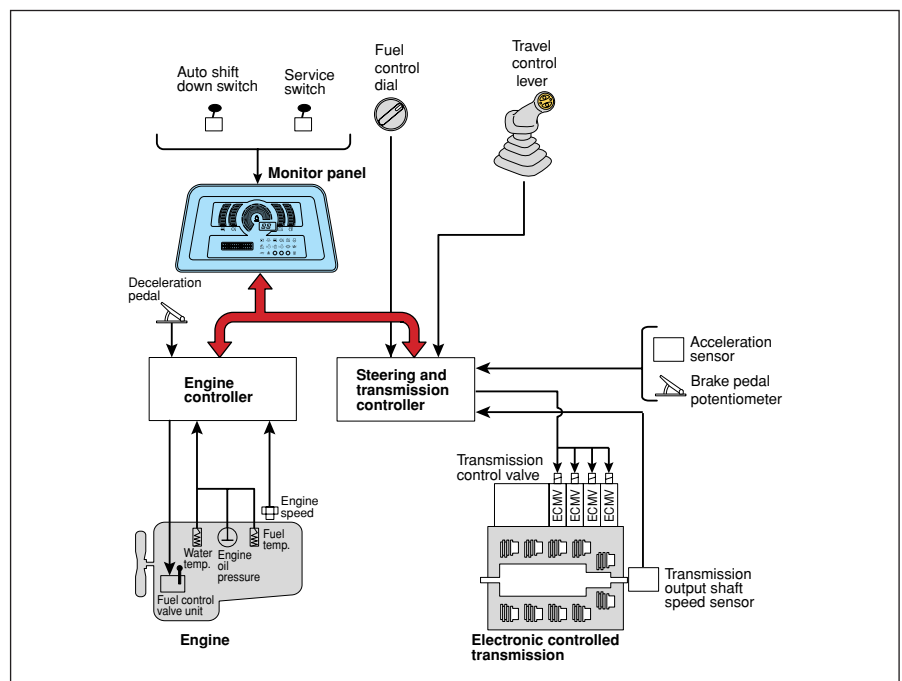 Auto shift
down switch
Service
switch
Fuel
control
dial
Travel
control
lever
Monitor panel
Deceleration
pedal
Engine
controller
Steering and
transmission
controller
Acceleration
sensor
Brake pedal
potentiometer
Transmission
control valve
ECMV
ECMV
ECMV
ECMV
Engine
speed
Water
temp.
Engine
oil
pressure
Fuel
temp.
Fuel control
valve unit
Transmission
output shaft
speed sensor
Engine
Electronic controlled
transmission